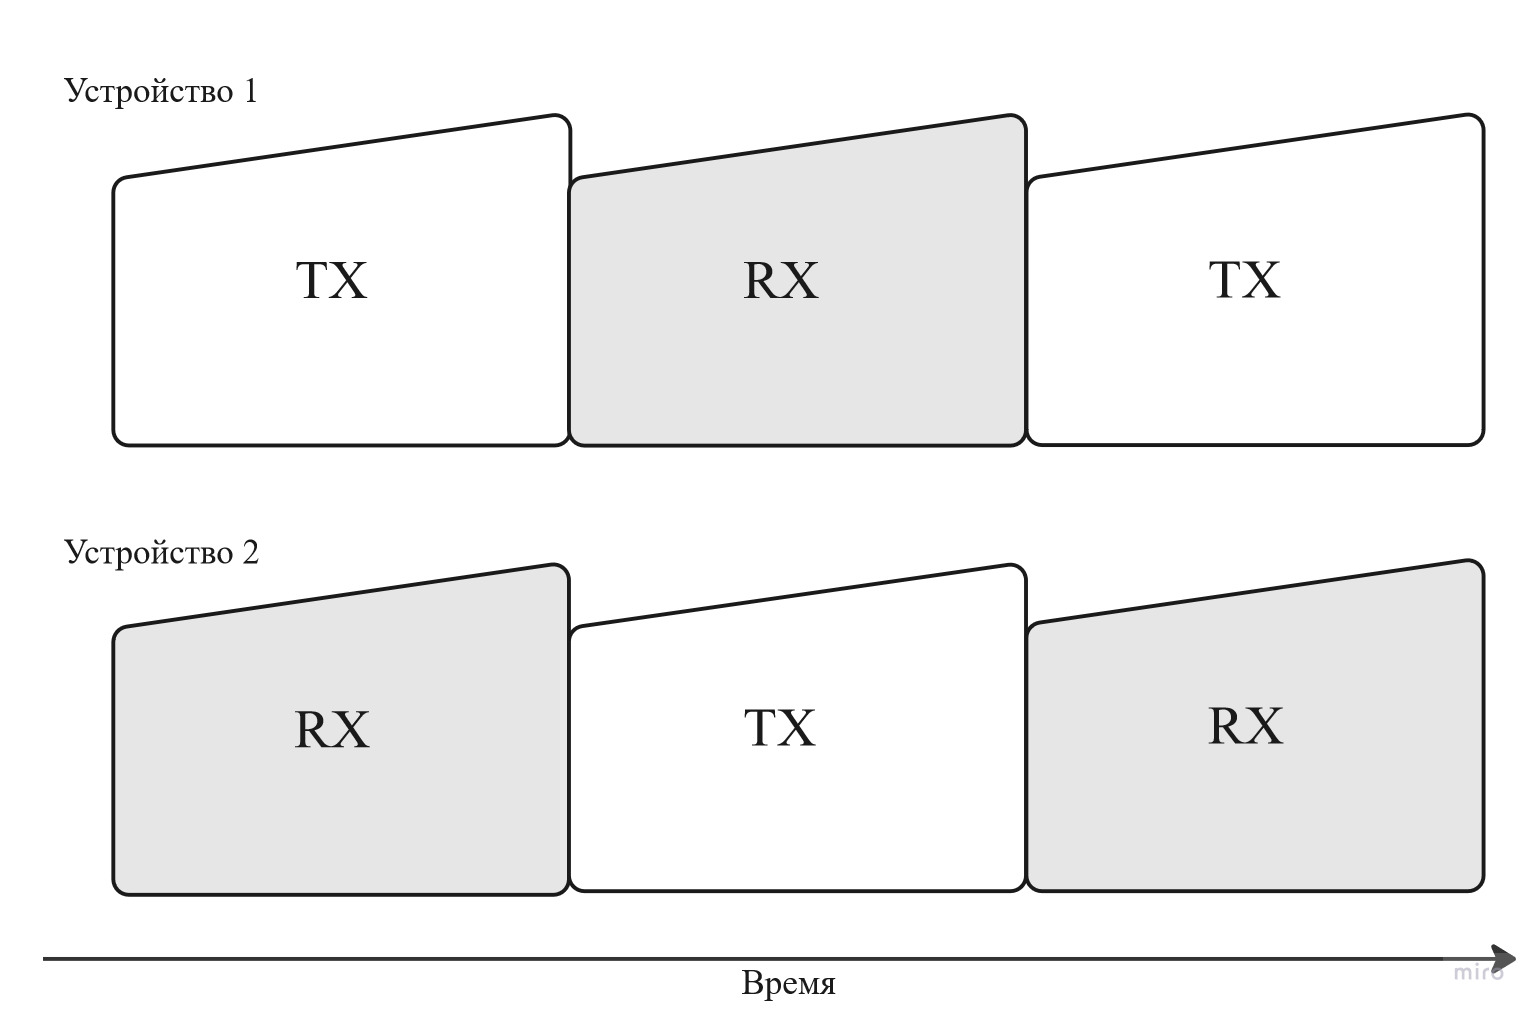 Устройство 1
TX
RX
TX
Устройство 2
RX
TX
RX
Время
miro